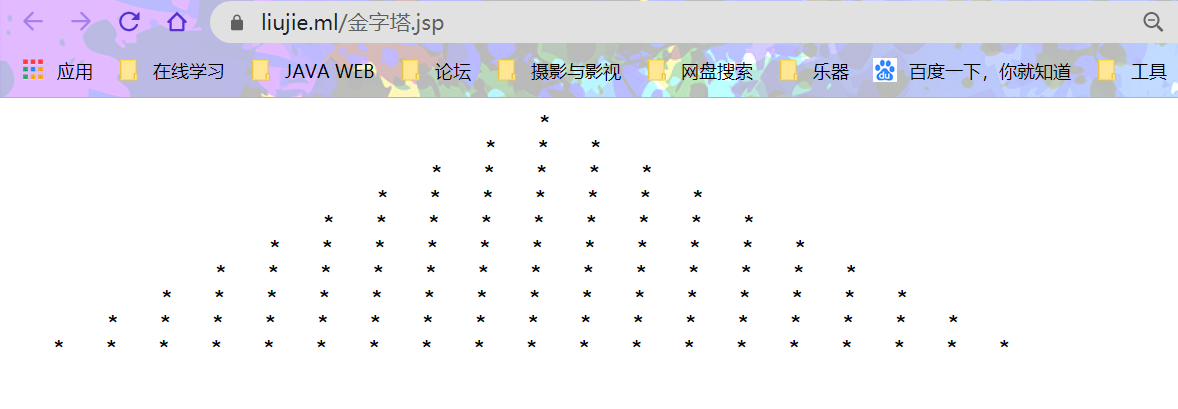 liujie.ml/金字塔.jsp
应用 在线学习 JAVA WEB 论坛 摄影与影视 网盘搜索 乐器 百度一下，你就知道 工具
*
* * *
* * * * *
* * * * * * *
* * * * * * * * *
* * * * * * * * * * *
* * * * * * * * * * * * *
* * * * * * * * * * * * * * *
* * * * * * * * * * * * * * * * *
* * * * * * * * * * * * * * * * * * *